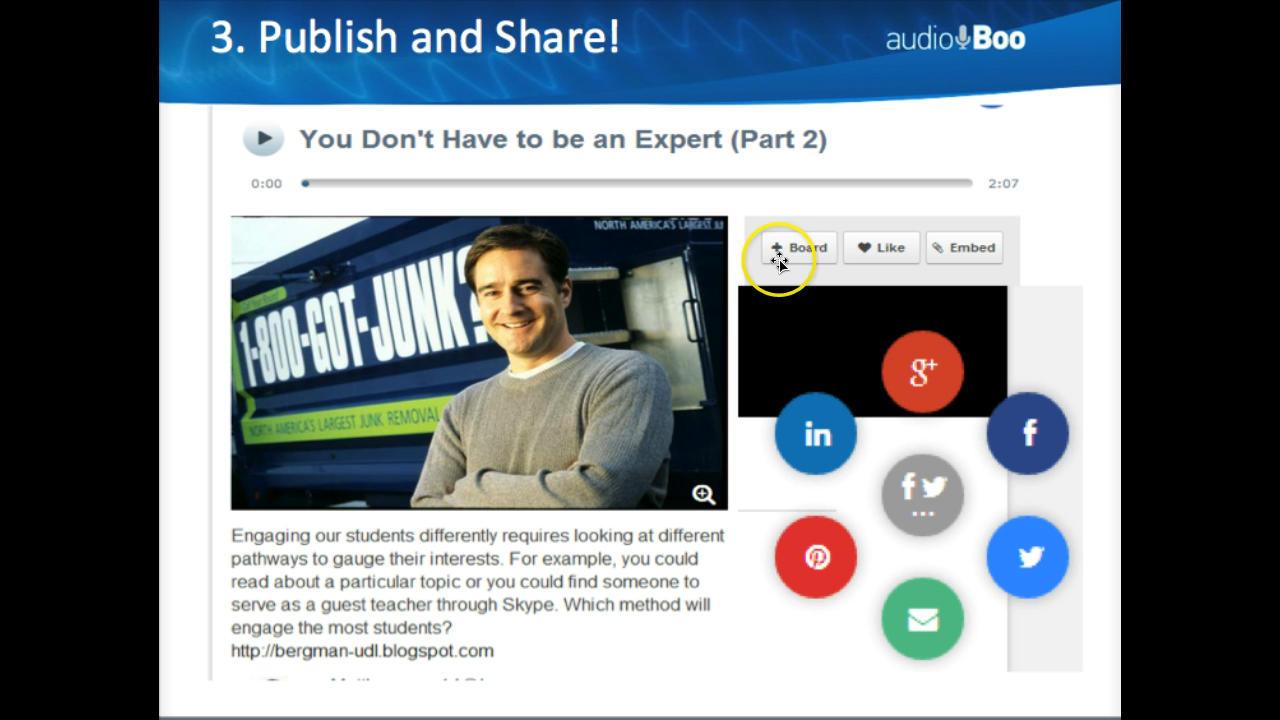 3. Publish and Share!
audioBoo
You Don't Have to be an Expert (Part 2)
0:00
2:07
NORTH AMERICA'S LARGEST JU
1-800-GOT-JUNK?
NORTH AMERICA'S LARGEST JUNK REMOVAL
Board
Like
Embed
g+
in
f
f
...
Engaging our students differently requires looking at different
pathways to gauge their interests. For example, you could
read about a particular topic or you could find someone to
serve as a guest teacher through Skype. Which method will
engage the most students?
http://bergman-udl.blogspot.com